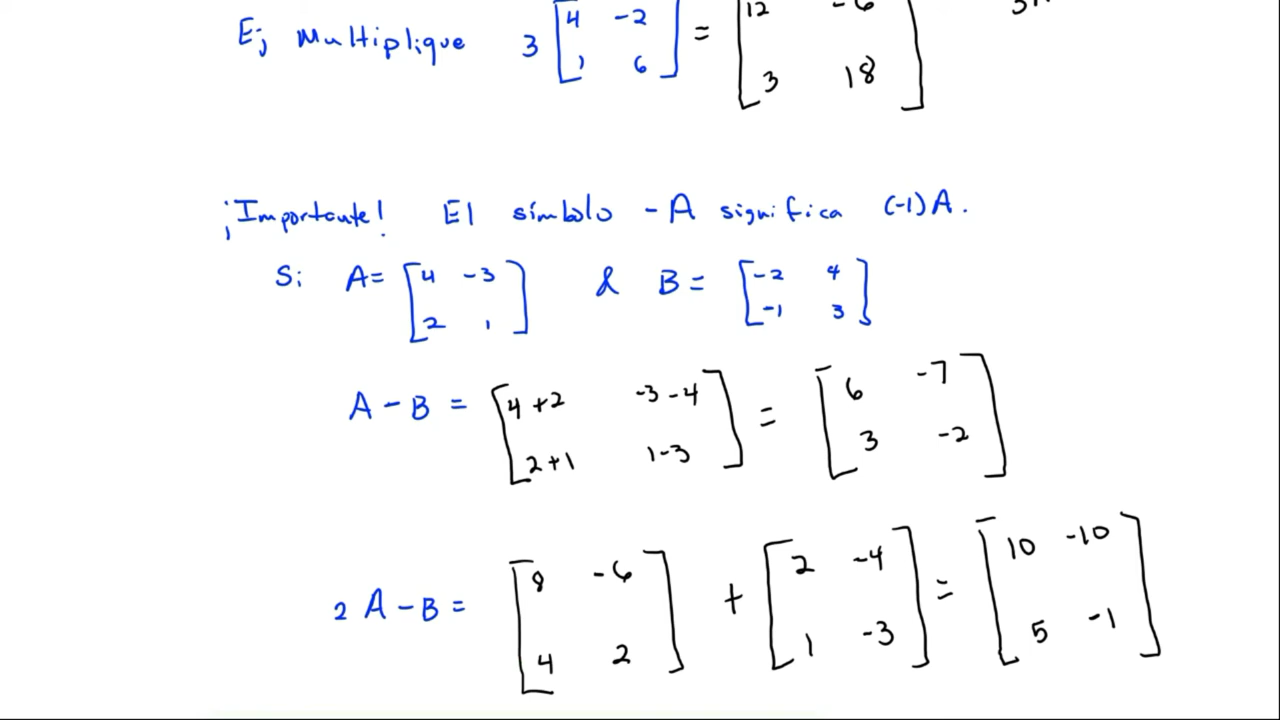 Ej Multiplique 3 [4 -2] = [12 -6]
[1 6] [3 18]
¡Importante! El símbolo -A significa (-1)A.
Si A= [4 -3] & B= [-2 4]
[2 1] [-1 3]
A-B = [4+2 -3-4] = [6 -7]
[2+1 1-3] [3 -2]
2A-B= [8 -6] + [2 -4] = [10 -10]
[4 2] [1 -3] [5 -1]